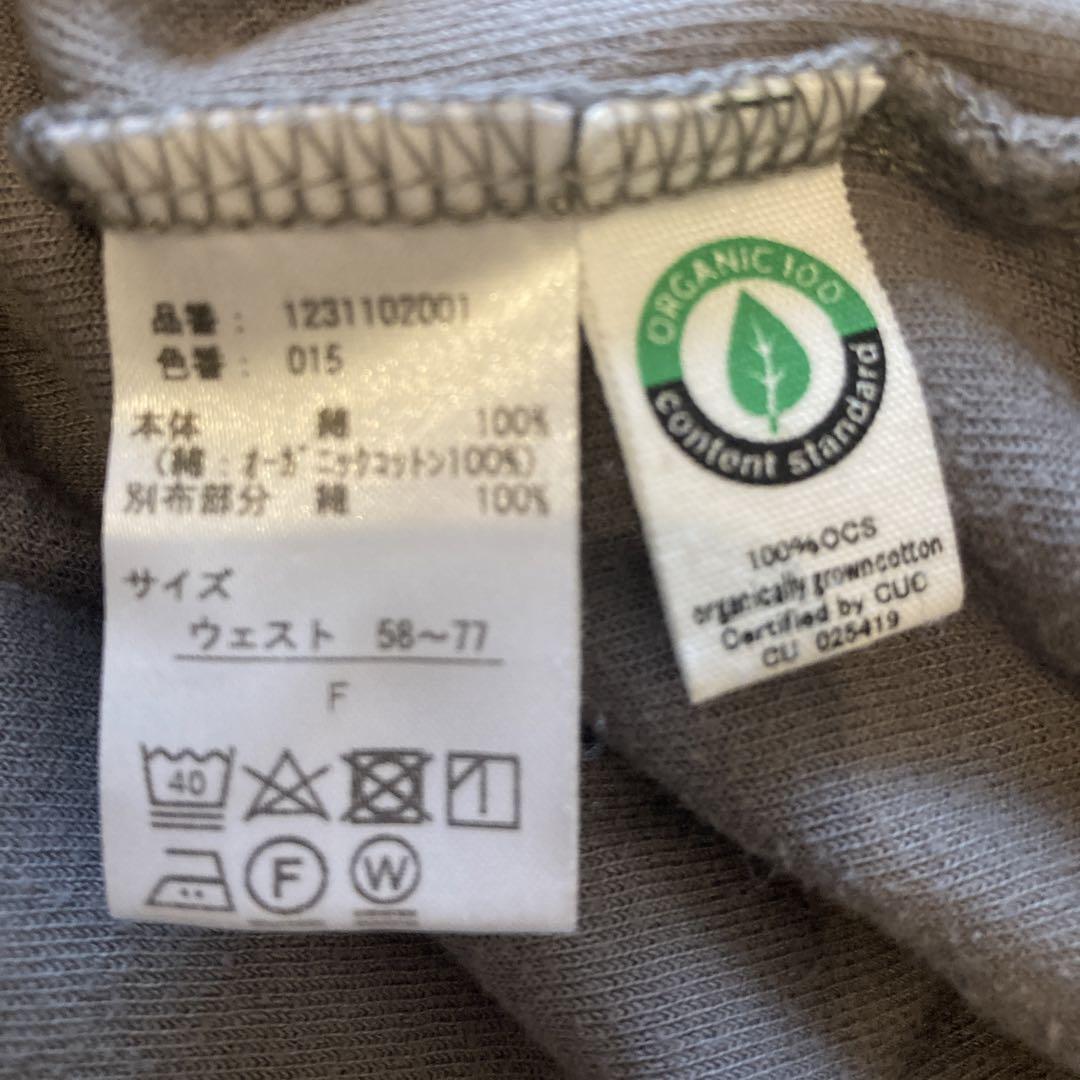 品番： 1231102001
色番： 015
本体 綿 100%
（綿：ｵｰｶﾞﾆックコットン100%）
別布部分 綿 100%
サイズ
ウェスト 58～77
F
40
F
W
ORGANIC 100
content standard
100%OCS
organically grown cotton
Certified by CUC
CU 025419